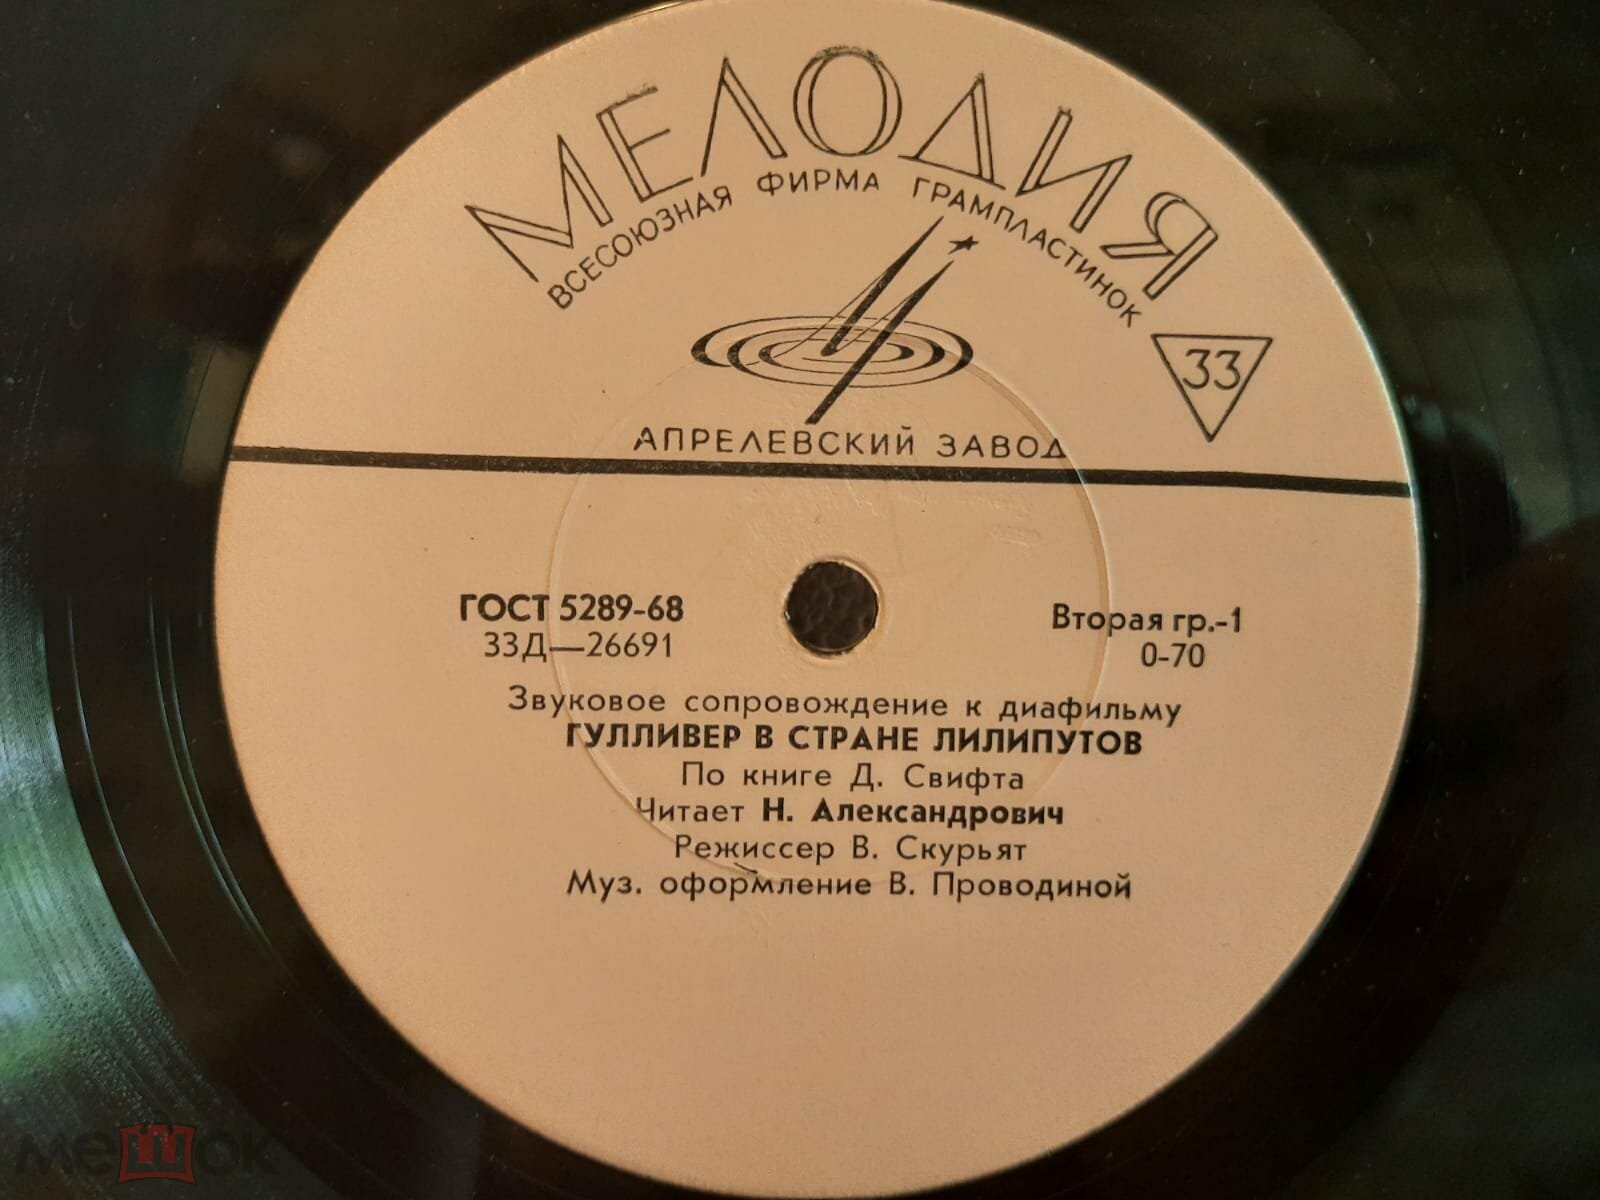 МЕЛОДИЯ
ВСЕСОЮЗНАЯ ФИРМА ГРАМПЛАСТИНОК
33
АПРЕЛЕВСКИЙ ЗАВОД
ГОСТ 5289-68
33Д—26691
Вторая гр.-1
0-70
Звуковое сопровождение к диафильму
ГУЛЛИВЕР В СТРАНЕ ЛИЛИПУТОВ
По книге Д. Свифта
Читает Н. Александрович
Режиссер В. Скурьят
Муз. оформление В. Проводиной
мешок